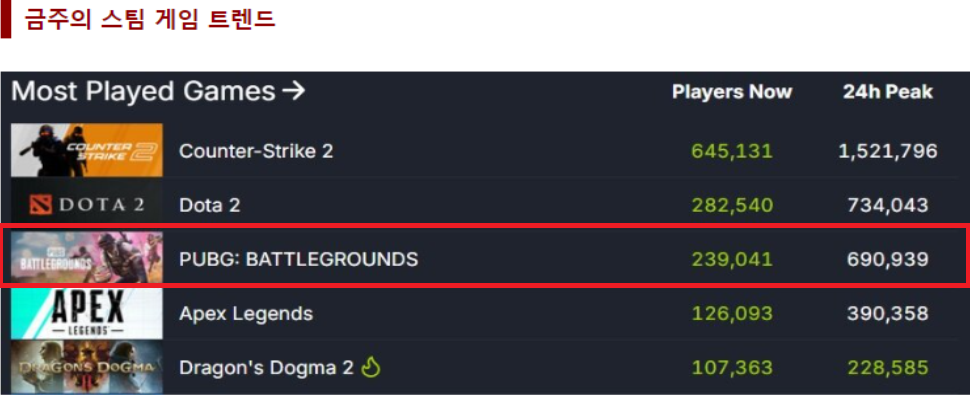 금주의 스팀 게임 트렌드
Most Played Games → Players Now 24h Peak
COUNTER STRIKE 2 Counter-Strike 2 645,131 1,521,796
DOTA 2 Dota 2 282,540 734,043
PUBG BATTLEGROUNDS PUBG: BATTLEGROUNDS 239,041 690,939
APEX LEGENDS Apex Legends 126,093 390,358
DRAGON'S DOGMA Dragon's Dogma 2 107,363 228,585